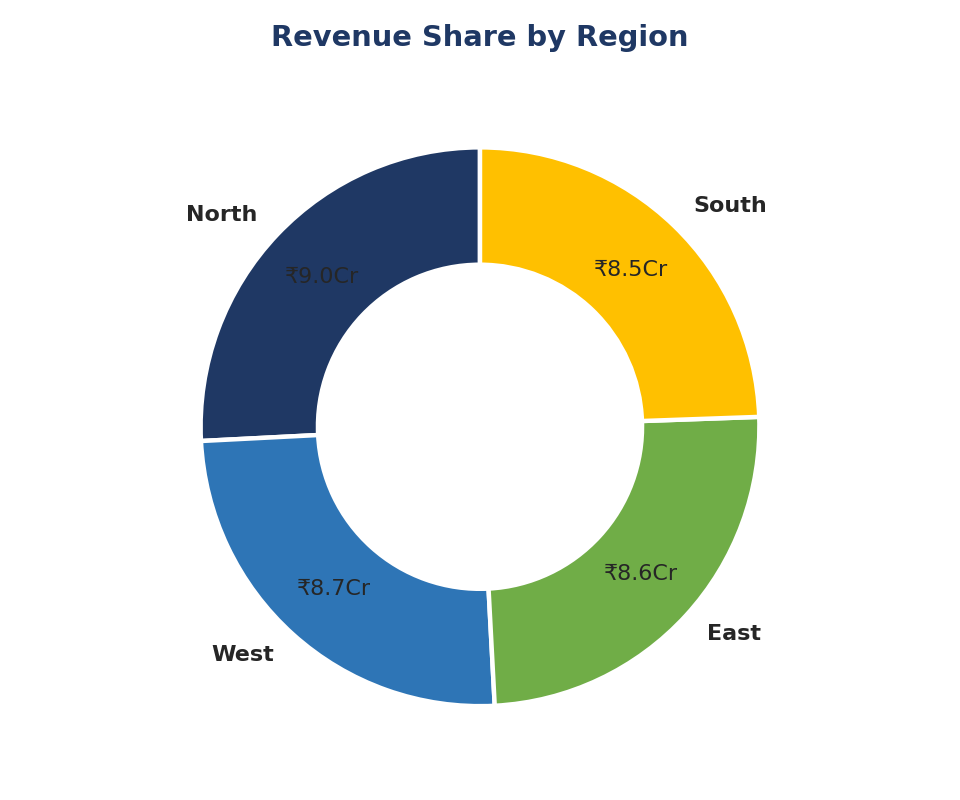 Revenue Share by Region
North
South
₹9.0Cr
₹8.5Cr
₹8.7Cr
₹8.6Cr
West
East